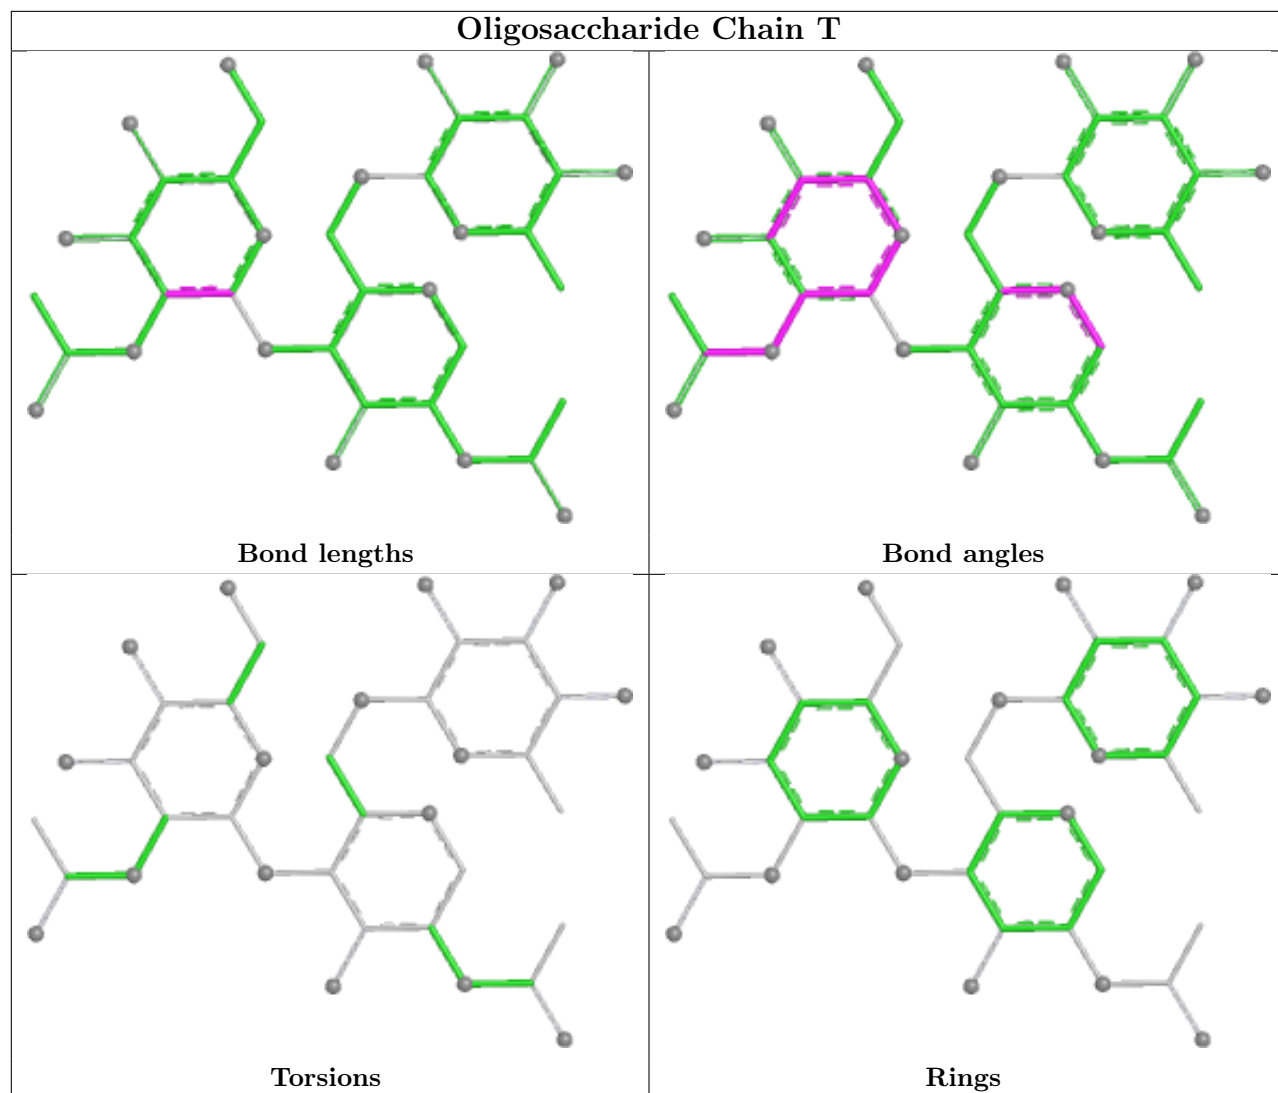 Oligosaccharide Chain T
Bond lengths
Bond angles
Torsions
Rings